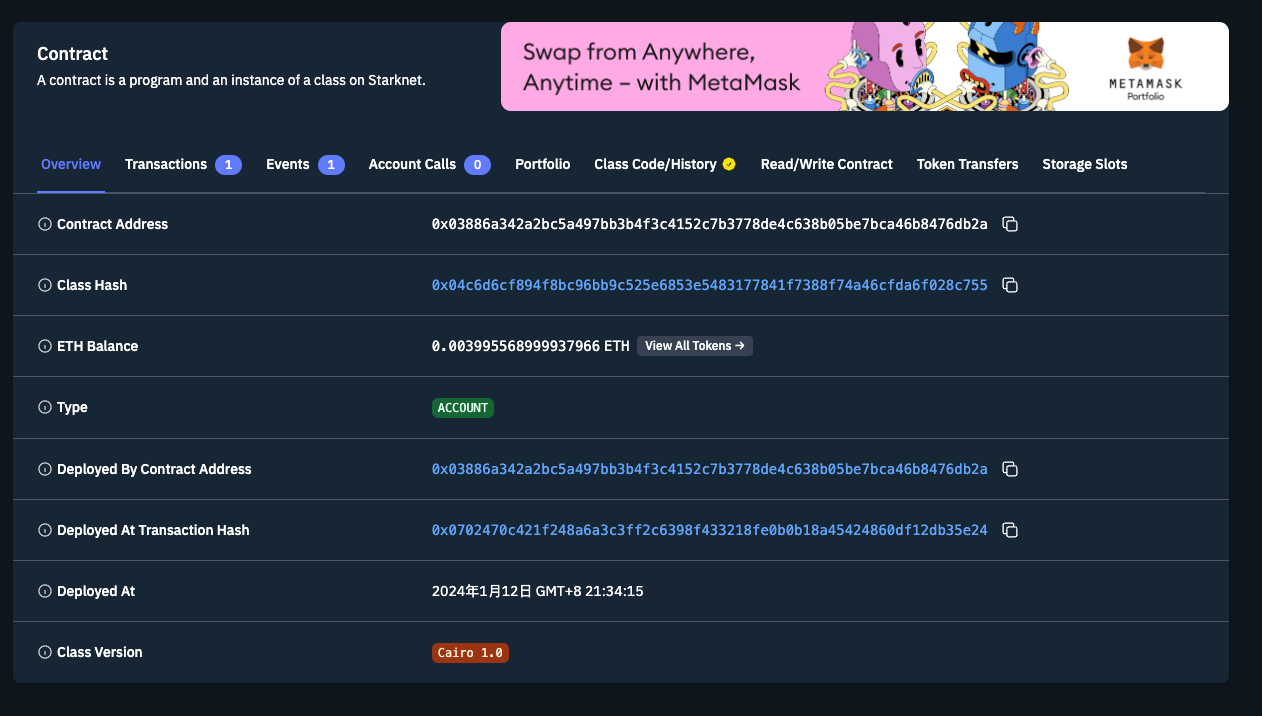 Contract
A contract is a program and an instance of a class on Starknet.
Swap from Anywhere,
Anytime – with MetaMask
METAMASK
Portfolio
Overview Transactions 1 Events 1 Account Calls 0 Portfolio Class Code/History Read/Write Contract Token Transfers Storage Slots
Contract Address 0x03886a342a2bc5a497bb3b4f3c4152c7b3778de4c638b05be7bca46b8476db2a
Class Hash 0x04c6d6cf894f8bc96bb9c525e6853e5483177841f7388f74a46cfda6f028c755
ETH Balance 0.003995568999937966 ETH View All Tokens →
Type ACCOUNT
Deployed By Contract Address 0x03886a342a2bc5a497bb3b4f3c4152c7b3778de4c638b05be7bca46b8476db2a
Deployed At Transaction Hash 0x0702470c421f248a6a3c3ff2c6398f433218fe0b0b18a45424860df12db35e24
Deployed At 2024年1月12日 GMT+8 21:34:15
Class Version Cairo 1.0